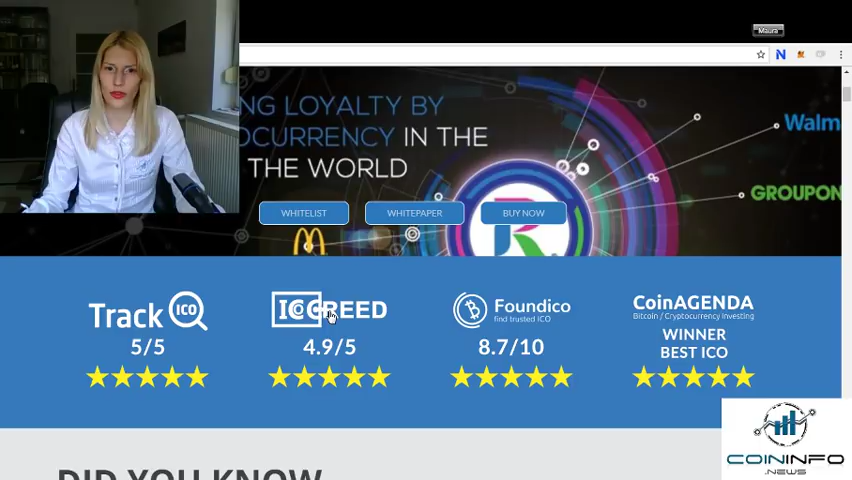 Maura
NG LOYALTY BY
OCURRENCY IN THE
THE WORLD
WHITELIST
WHITEPAPER
BUY NOW
Walm
GROUPON
Track ICO
5/5
ICOCREED
4.9/5
Foundico
find trusted ICO
8.7/10
CoinAGENDA
Bitcoin / Cryptocurrency Investing
WINNER
BEST ICO
DID YOU KNOW
COININFO
.NEWS